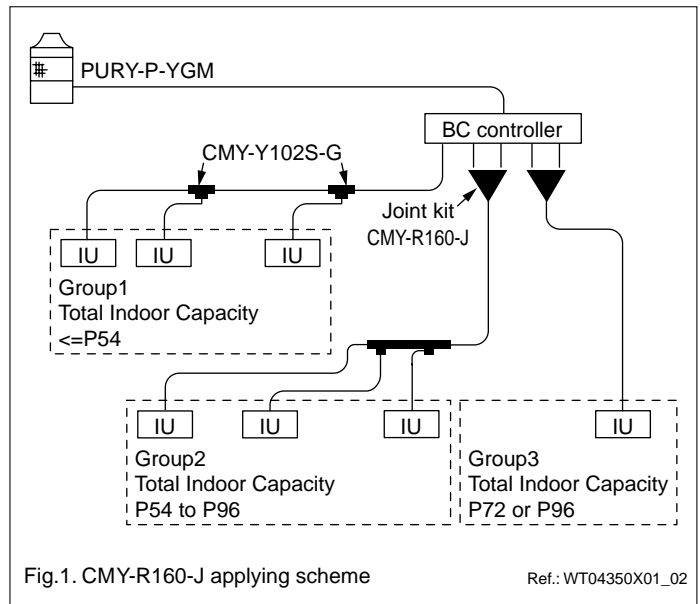 PURY-P-YGM
BC controller
CMY-Y102S-G
Joint kit
CMY-R160-J
IU
IU
IU
Group1
Total Indoor Capacity
<=P54
IU
IU
IU
Group2
Total Indoor Capacity
P54 to P96
IU
Group3
Total Indoor Capacity
P72 or P96
Fig.1. CMY-R160-J applying scheme
Ref.: WT04350X01_02